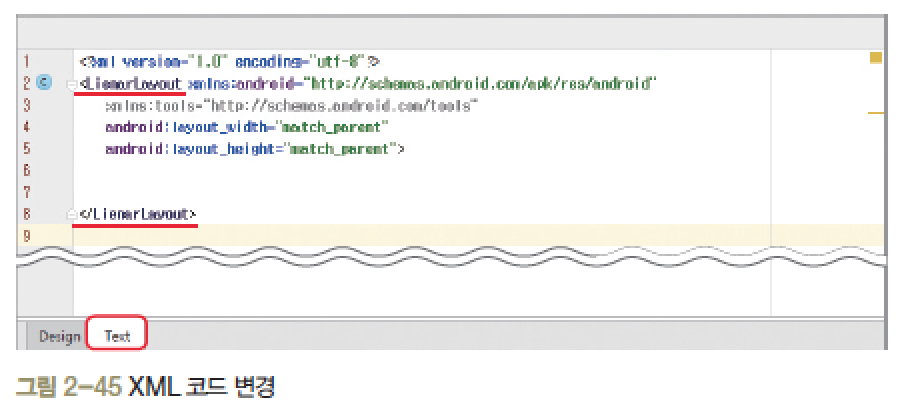 1 <?xml version="1.0" encoding="utf-8"?>
2 C <LienarLayout xmlns:android="http://schemas.android.com/apk/res/android"
3 xmlns:tools="http://schemas.android.com/tools"
4 android:layout_width="match_parent"
5 android:layout_height="match_parent">
6
7
8 </LienarLayout>
9
Design Text
그림 2-45 XML 코드 변경